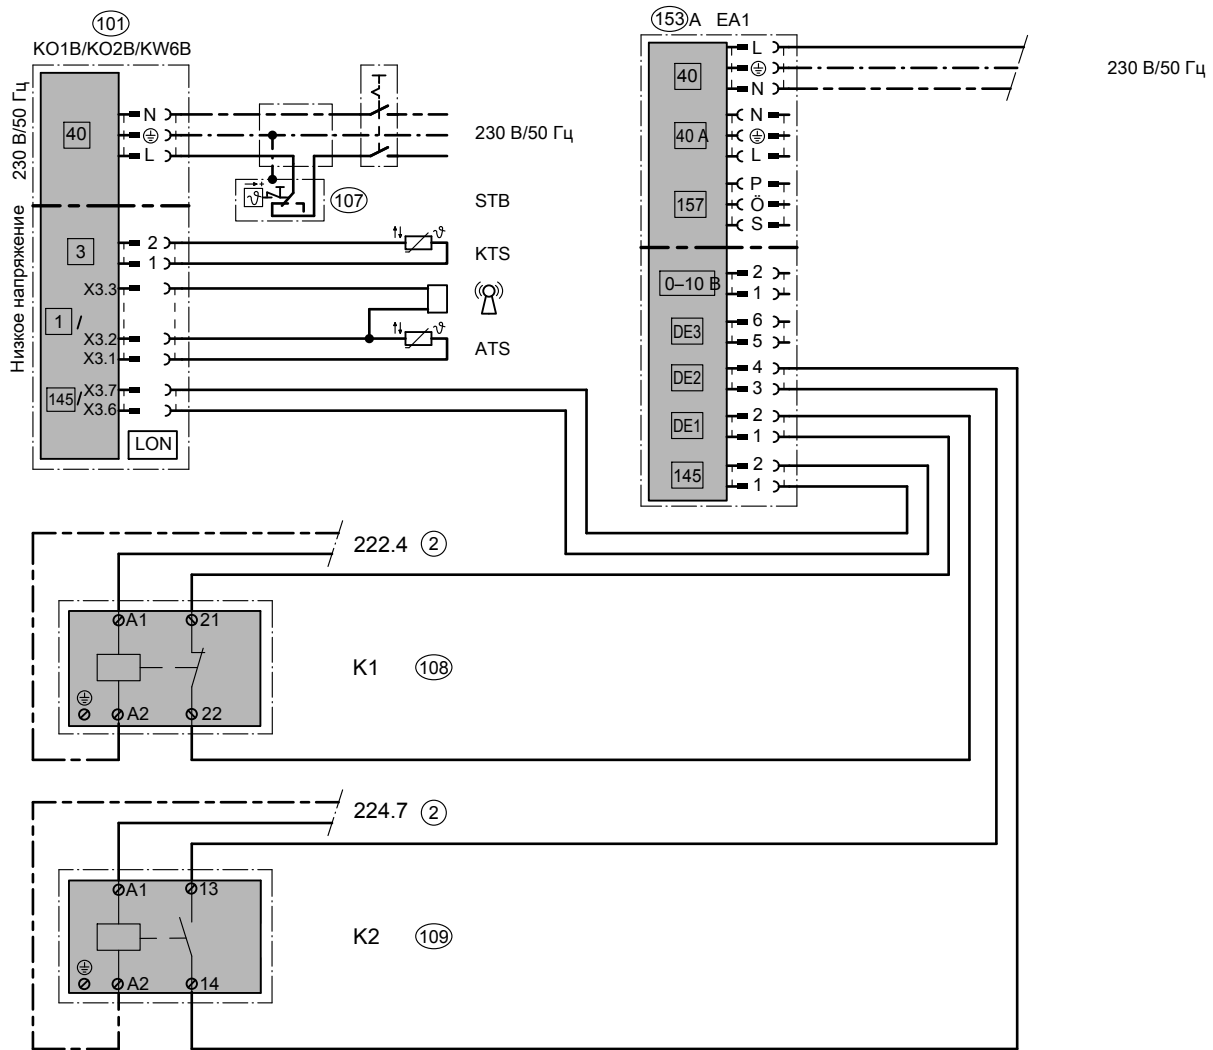 101
KO1B/KO2B/KW6B
230 В/50 Гц
Низкое напряжение
40
N
L
3
2
1
X3.3
1 /
X3.2
X3.1
145 / X3.7
X3.6
LON
107
230 В/50 Гц
STB
KTS
ATS
ϑ
ϑ
ϑ
153 A EA1
40
L
N
40 A
N
L
157
P
Ö
S
0–10 В
2
1
DE3
6
5
DE2
4
3
DE1
2
1
145
2
1
230 В/50 Гц
222.4 2
A1 21
A2 22
K1 108
224.7 2
A1 13
A2 14
K2 109